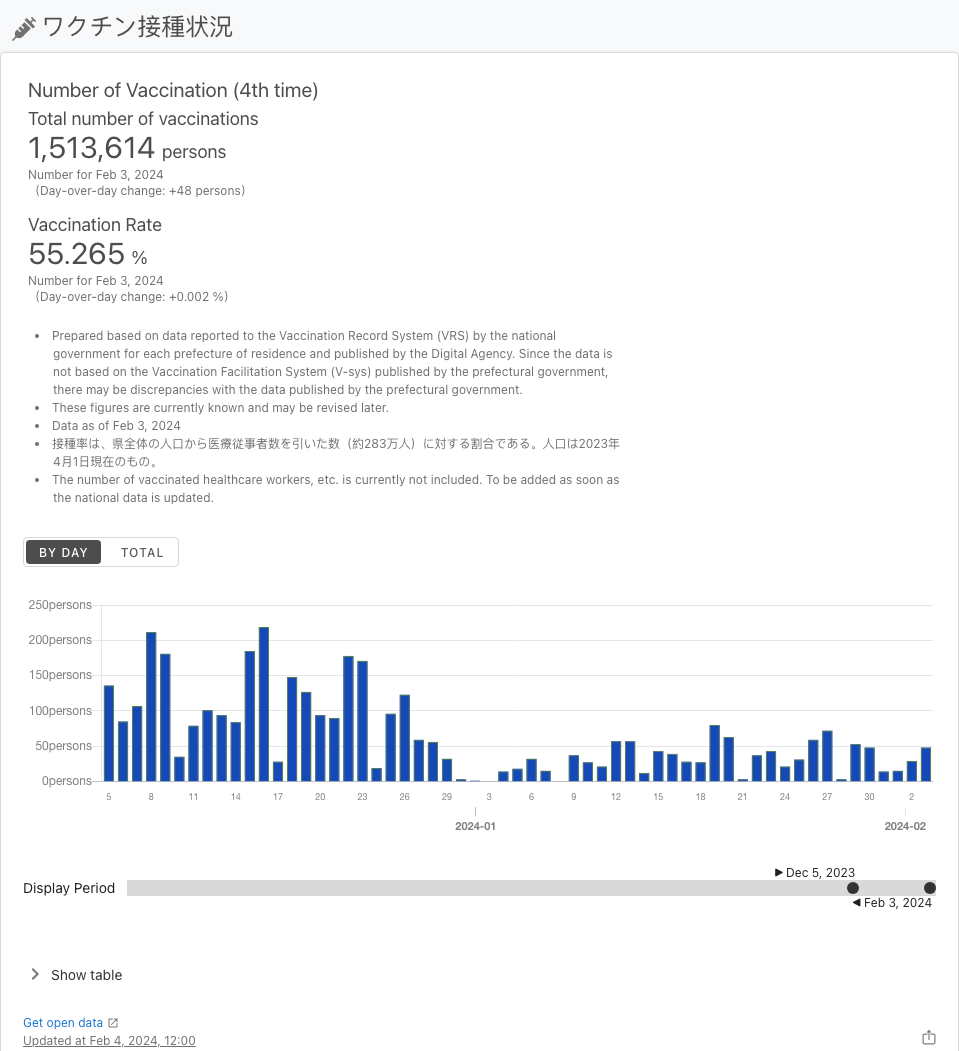 ワクチン接種状況
Number of Vaccination (4th time)
Total number of vaccinations
1,513,614 persons
Number for Feb 3, 2024
(Day-over-day change: +48 persons)
Vaccination Rate
55.265 %
Number for Feb 3, 2024
(Day-over-day change: +0.002 %)
• Prepared based on data reported to the Vaccination Record System (VRS) by the national
government for each prefecture of residence and published by the Digital Agency. Since the data is
not based on the Vaccination Facilitation System (V-sys) published by the prefectural government,
there may be discrepancies with the data published by the prefectural government.
• These figures are currently known and may be revised later.
• Data as of Feb 3, 2024
• 接種率は、県全体の人口から医療従事者数を引いた数（約283万人）に対する割合である。人口は2023年
4月1日現在のもの。
• The number of vaccinated healthcare workers, etc. is currently not included. To be added as soon as
the national data is updated.
BY DAY TOTAL
250persons
200persons
150persons
100persons
50persons
0persons
5 8 11 14 17 20 23 26 29 3 6 9 12 15 18 21 24 27 30 2
2024-01 2024-02
Dec 5, 2023
Display Period
Feb 3, 2024
Show table
Get open data
Updated at Feb 4, 2024, 12:00